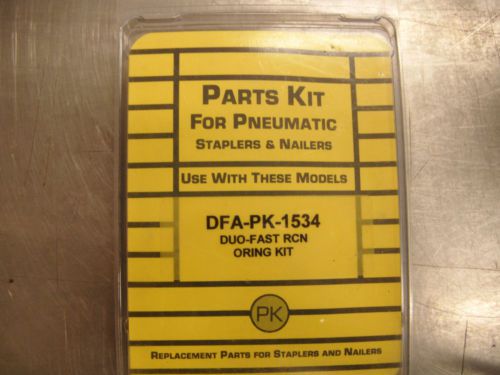 PARTS KIT
FOR PNEUMATIC
STAPLERS & NAILERS
USE WITH THESE MODELS
DFA-PK-1534
DUO-FAST RCN
ORING KIT
PK
REPLACEMENT PARTS FOR STAPLERS AND NAILERS